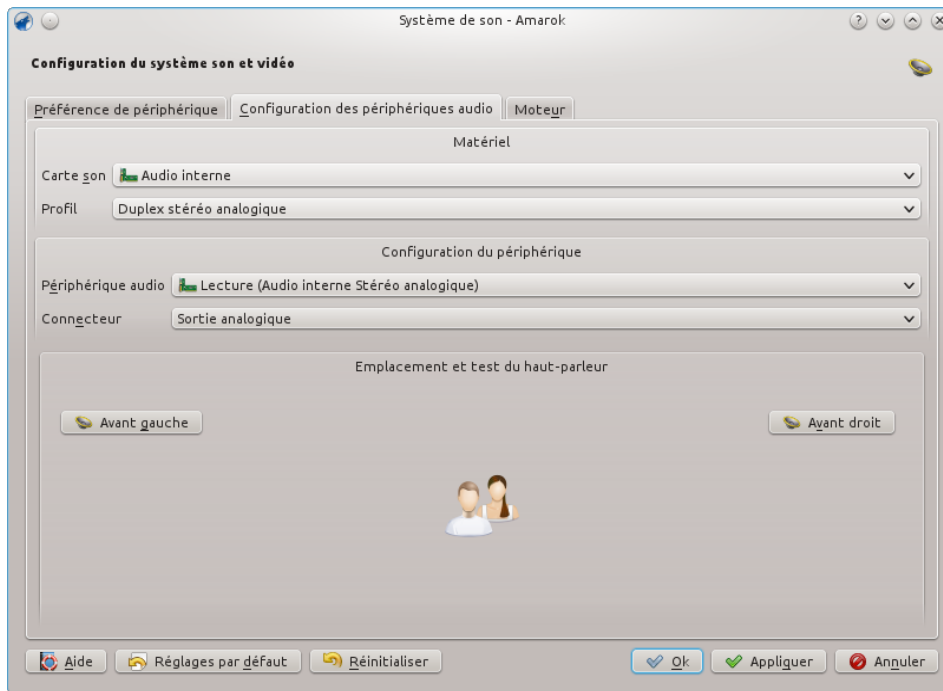 Système de son - Amarok
Configuration du système son et vidéo
Préférence de périphérique Configuration des périphériques audio Moteur
Matériel
Carte son Audio interne
Profil Duplex stéréo analogique
Configuration du périphérique
Périphérique audio Lecture (Audio interne Stéréo analogique)
Connecteur Sortie analogique
Emplacement et test du haut-parleur
Avant gauche Avant droit
Aide Réglages par défaut Réinitialiser Ok Appliquer Annuler